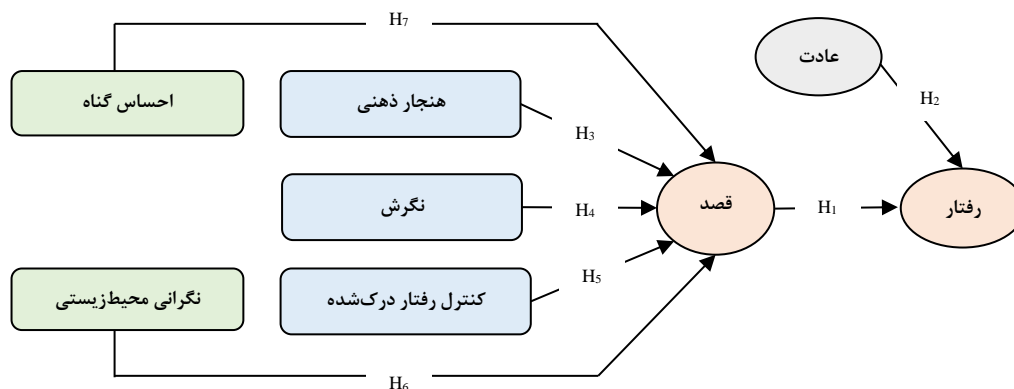 H7
عادت
احساس گناه
هنجار ذهنی
H2
H3
نگرش
H4
قصد
H1
رفتار
H5
نگرانی محیط‌زیستی
کنترل رفتار درک‌شده
H6